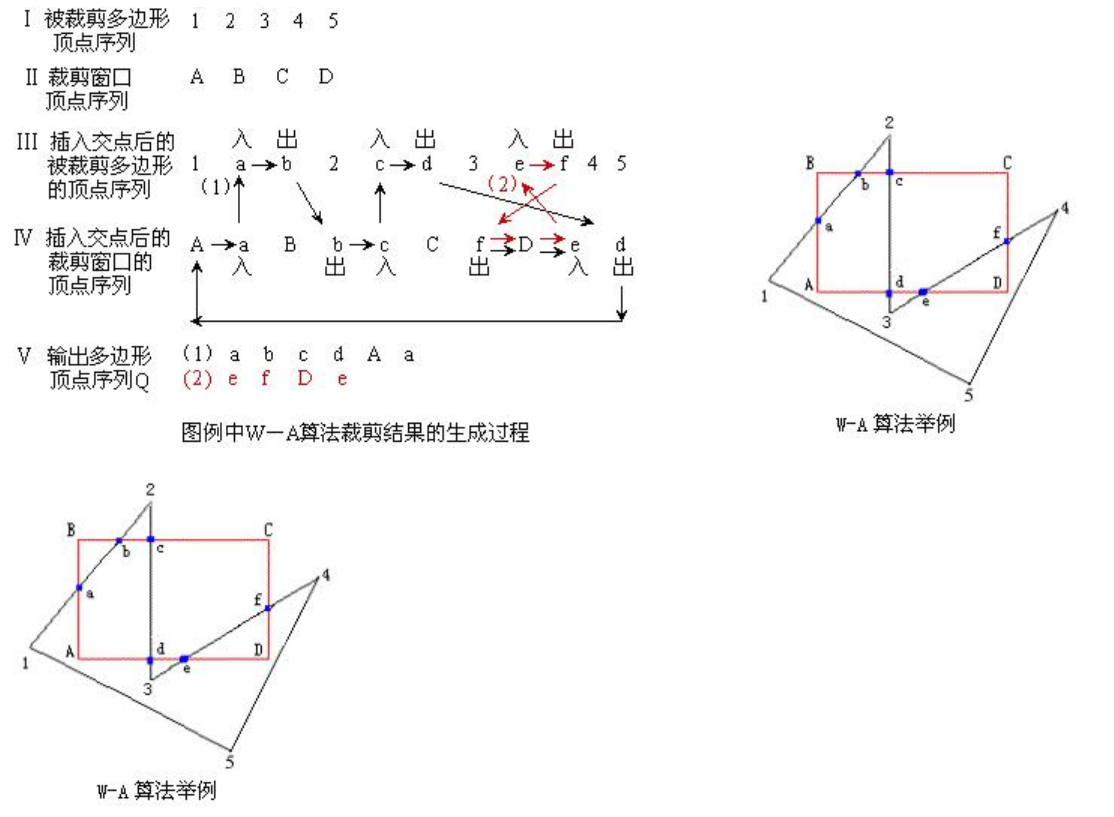 I 被裁剪多边形 1 2 3 4 5
顶点序列
II 裁剪窗口 A B C D
顶点序列
入 出 入 出 入 出
III 插入交点后的
被裁剪多边形 1 a b 2 c d 3 e f 4 5
的顶点序列 (1) (2)
IV 插入交点后的 A a B b c C f D e d
裁剪窗口的 入 出 入 出 入 出
顶点序列
V 输出多边形 (1) a b c d A a
顶点序列Q (2) e f D e
图例中W—A算法裁剪结果的生成过程
2
B C
b c
4
a
f
A d D
1 e
3
5
W-A 算法举例
2
B C
b c
4
a f
A d D
1 e
3
5
W-A 算法举例